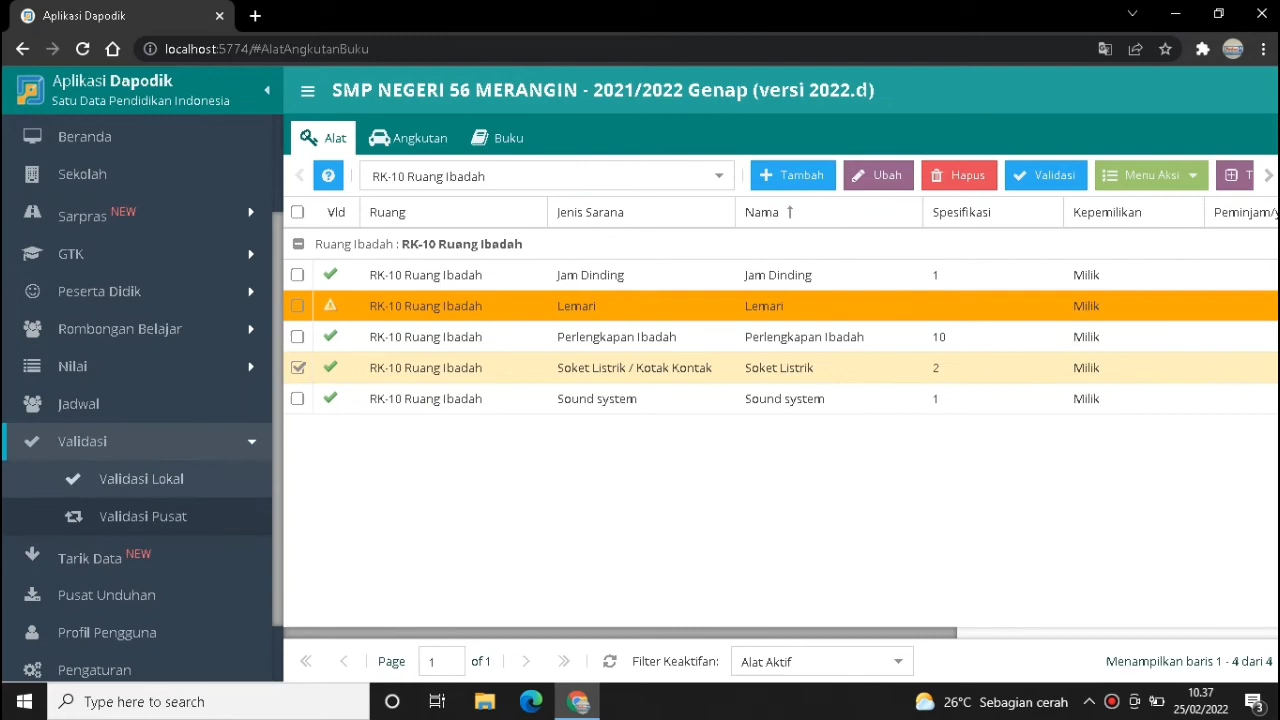 Aplikasi Dapodik
localhost:5774/#AlatAngkutanBuku
Aplikasi Dapodik
Satu Data Pendidikan Indonesia
SMP NEGERI 56 MERANGIN - 2021/2022 Genap (versi 2022.d)
Beranda
Sekolah
Sarpras NEW
GTK
Peserta Didik
Rombongan Belajar
Nilai
Jadwal
Validasi
Validasi Lokal
Validasi Pusat
Tarik Data NEW
Pusat Unduhan
Profil Pengguna
Pengaturan
Alat Angkutan Buku
RK-10 Ruang Ibadah Tambah Ubah Hapus Validasi Menu Aksi T
Vld Ruang Jenis Sarana Nama Spesifikasi Kepemilikan Peminjam/y
Ruang Ibadah : RK-10 Ruang Ibadah
RK-10 Ruang Ibadah Jam Dinding Jam Dinding 1 Milik
RK-10 Ruang Ibadah Lemari Lemari Milik
RK-10 Ruang Ibadah Perlengkapan Ibadah Perlengkapan Ibadah 10 Milik
RK-10 Ruang Ibadah Soket Listrik / Kotak Kontak Soket Listrik 2 Milik
RK-10 Ruang Ibadah Sound system Sound system 1 Milik
Page 1 of 1 Filter Keaktifan: Alat Aktif Menampilkan baris 1 - 4 dari 4
Type here to search 26°C Sebagian cerah 10.37
25/02/2022 3